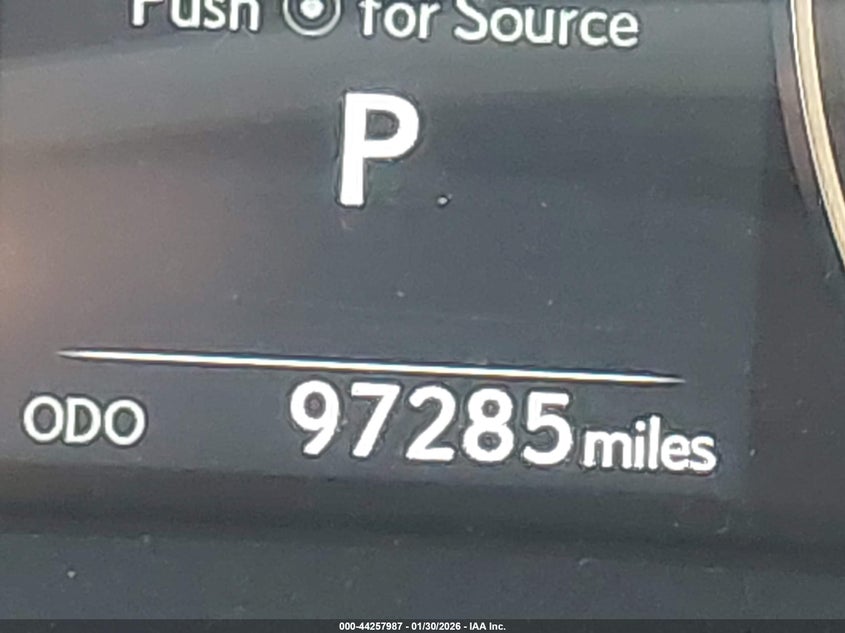 Push for Source
P
ODO 97285 miles
000-44257987 - 01/30/2026 - IAA Inc.